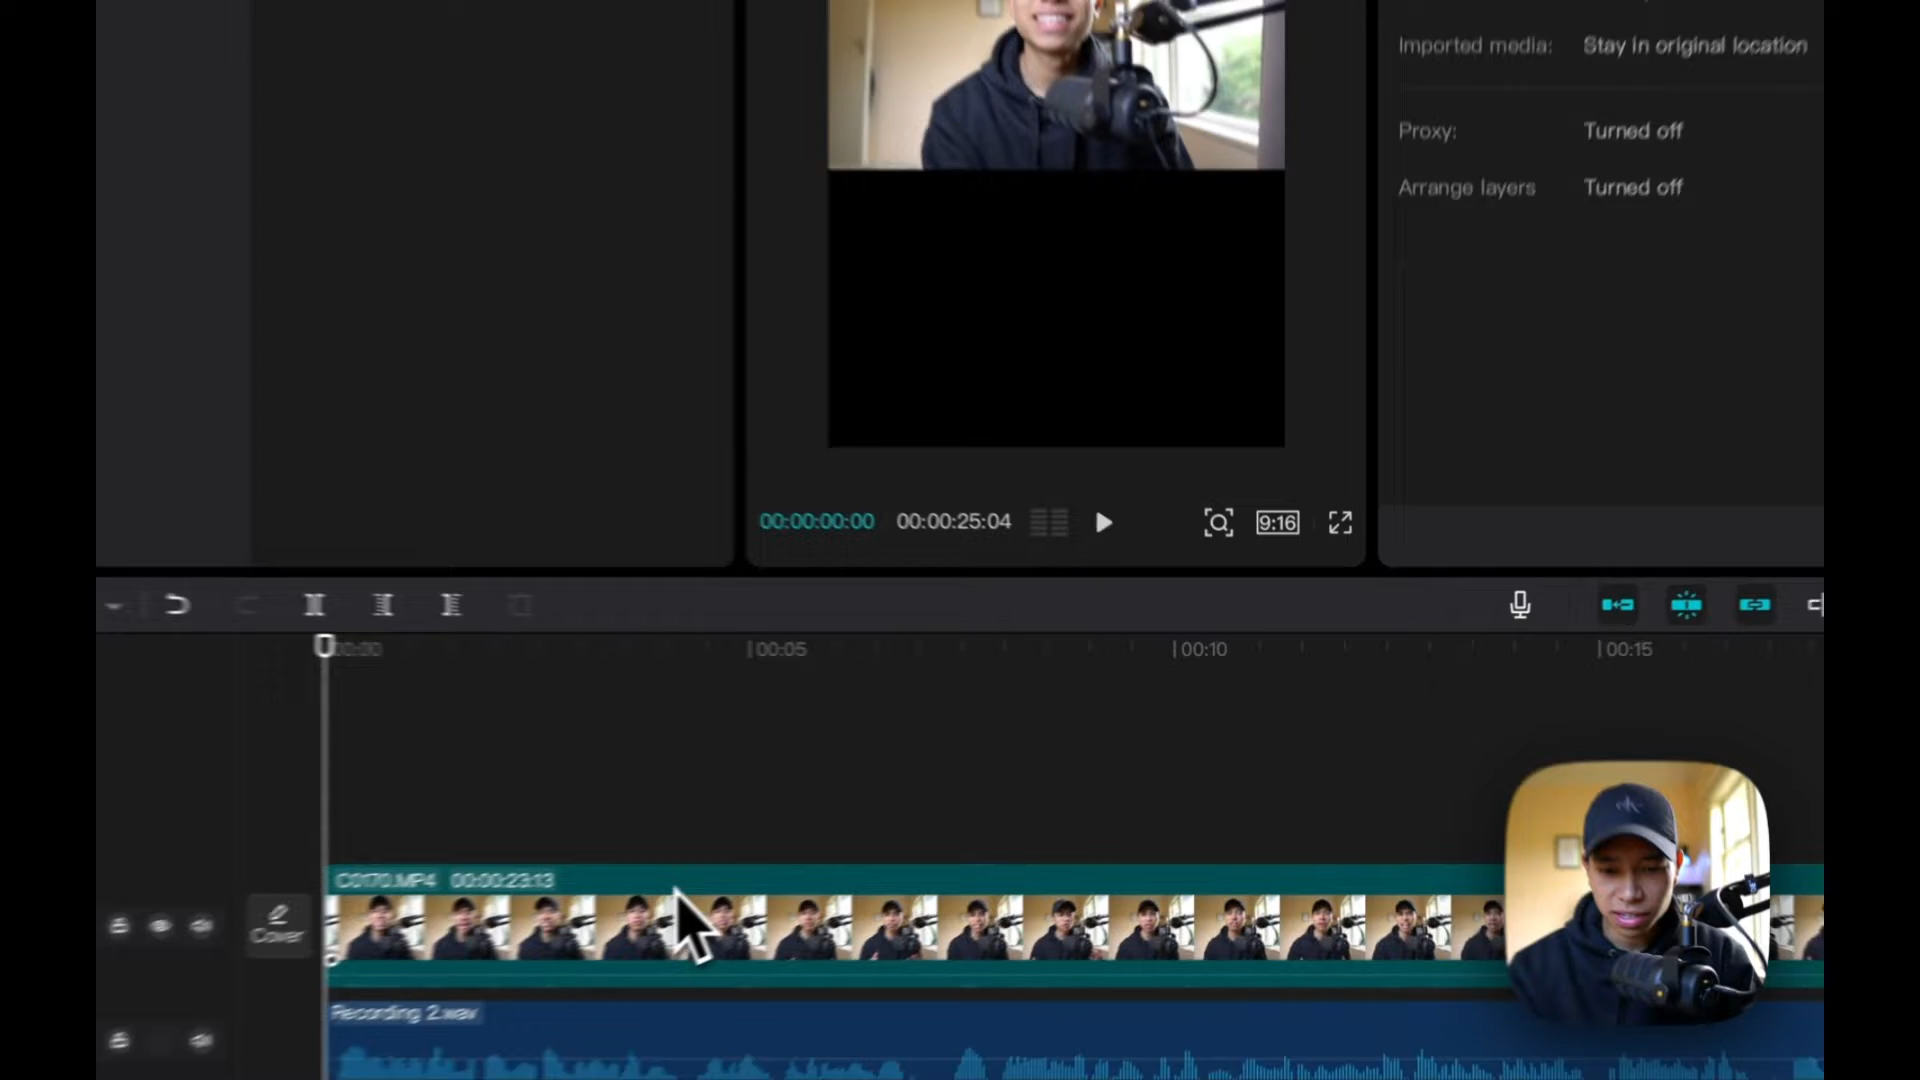 Imported media: Stay in original location
Proxy: Turned off
Arrange layers Turned off
00:00:00:00 00:00:25:04 9:16
00:00 00:05 00:10 00:15
C0170.MP4 00:00:23:13
Cover
Recording 2.wav